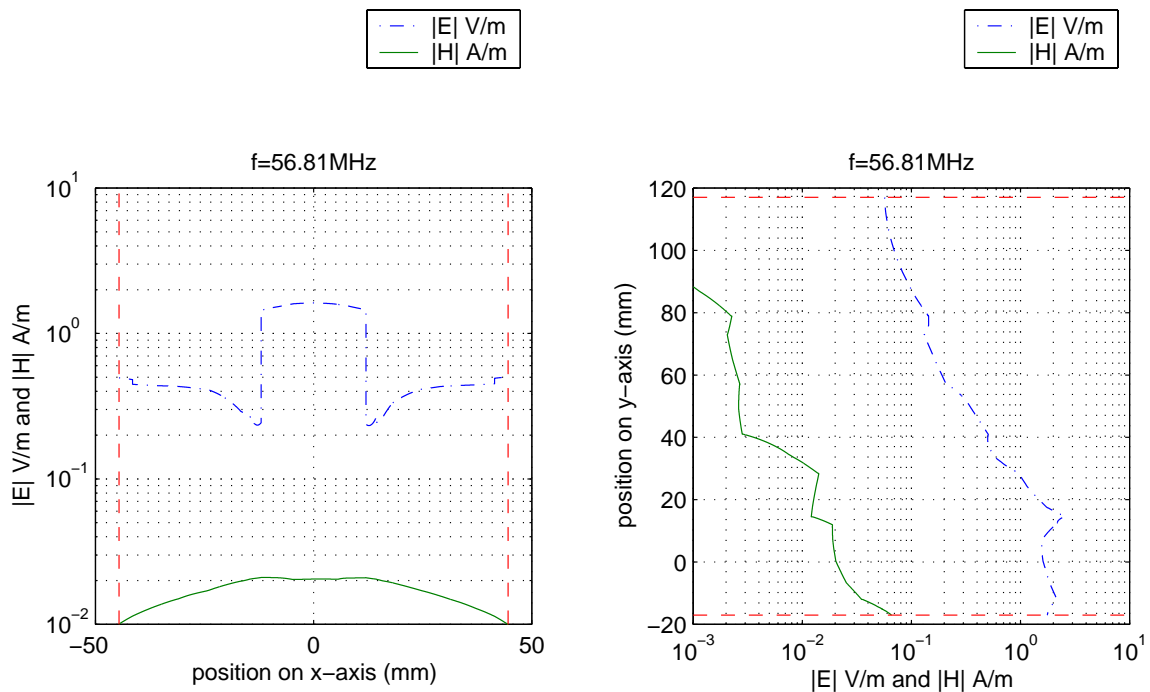 |E| V/m
|H| A/m
f=56.81MHz
10^1
10^0
10^−1
10^−2
|E| V/m and |H| A/m
−50
0
50
position on x−axis (mm)
|E| V/m
|H| A/m
f=56.81MHz
120
100
80
60
40
20
0
−20
position on y−axis (mm)
10^−3
10^−2
10^−1
10^0
10^1
|E| V/m and |H| A/m